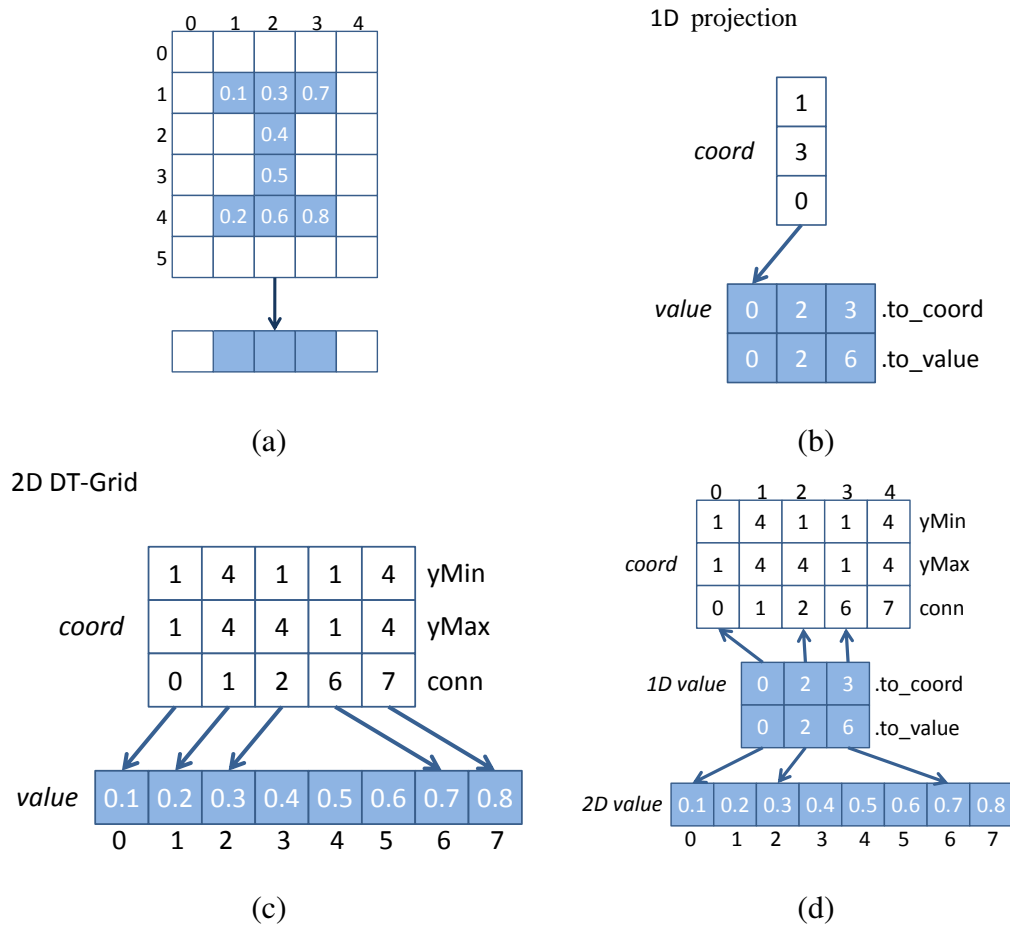 0 1 2 3 4
0
1 0.1 0.3 0.7
2 0.4
3 0.5
4 0.2 0.6 0.8
5
(a)
1D projection
1
coord 3
0
value 0 2 3 .to_coord
0 2 6 .to_value
(b)
2D DT-Grid
1 4 1 1 4 yMin
coord 1 4 4 1 4 yMax
0 1 2 6 7 conn
value 0.1 0.2 0.3 0.4 0.5 0.6 0.7 0.8
0 1 2 3 4 5 6 7
(c)
0 1 2 3 4
1 4 1 1 4 yMin
coord 1 4 4 1 4 yMax
0 1 2 6 7 conn
1D value 0 2 3 .to_coord
0 2 6 .to_value
2D value 0.1 0.2 0.3 0.4 0.5 0.6 0.7 0.8
0 1 2 3 4 5 6 7
(d)